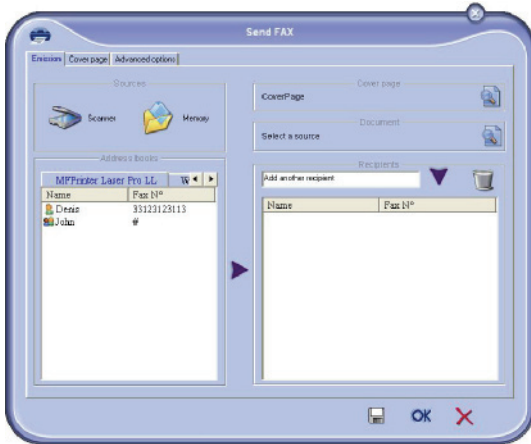 Send FAX
Emission Cover page Advanced options
Sources
Scanner Memory
Address books
MFPrinter Laser Pro LL W
Name Fax N°
Denis 33123123113
John #
Cover page
CoverPage
Document
Select a source
Recipients
Add another recipient
Name Fax N°
OK